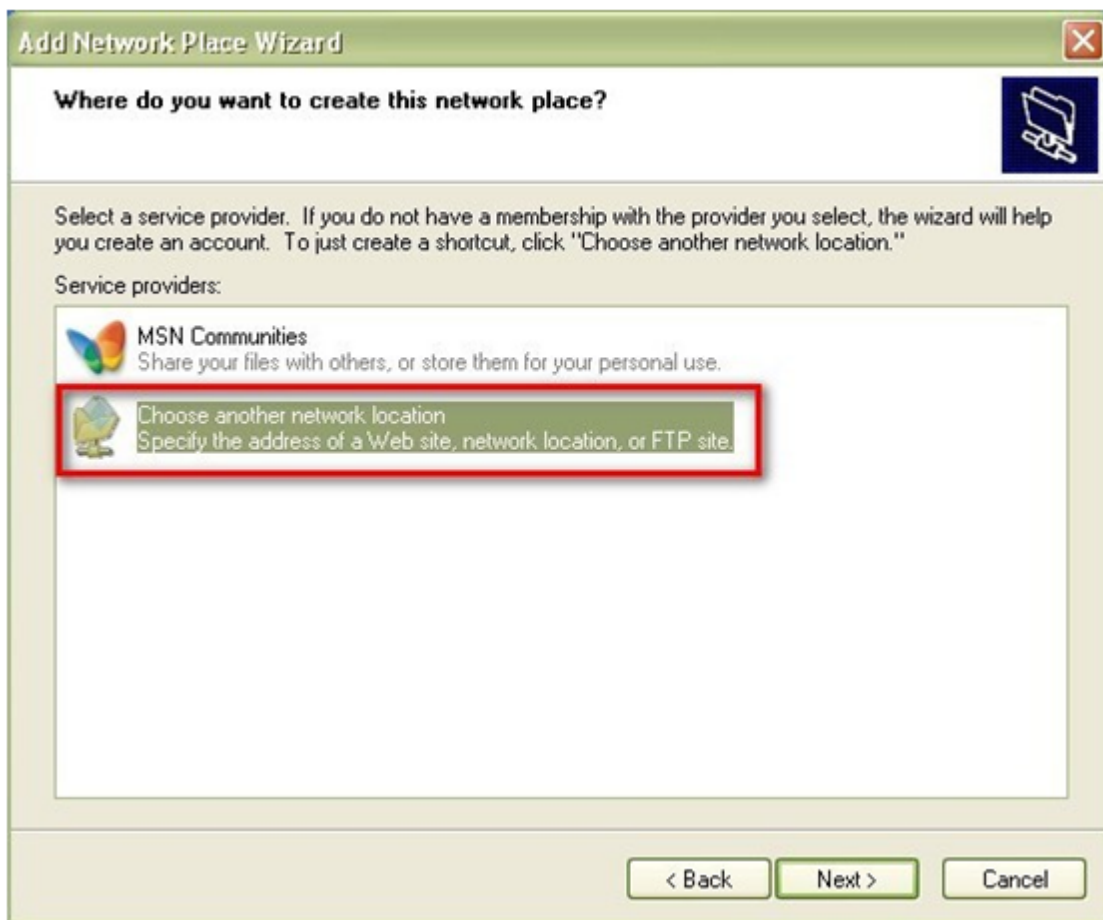 Add Network Place Wizard
Where do you want to create this network place?
Select a service provider. If you do not have a membership with the provider you select, the wizard will help
you create an account. To just create a shortcut, click "Choose another network location."
Service providers:
MSN Communities
Share your files with others, or store them for your personal use.
Choose another network location
Specify the address of a Web site, network location, or FTP site.
< Back Next > Cancel